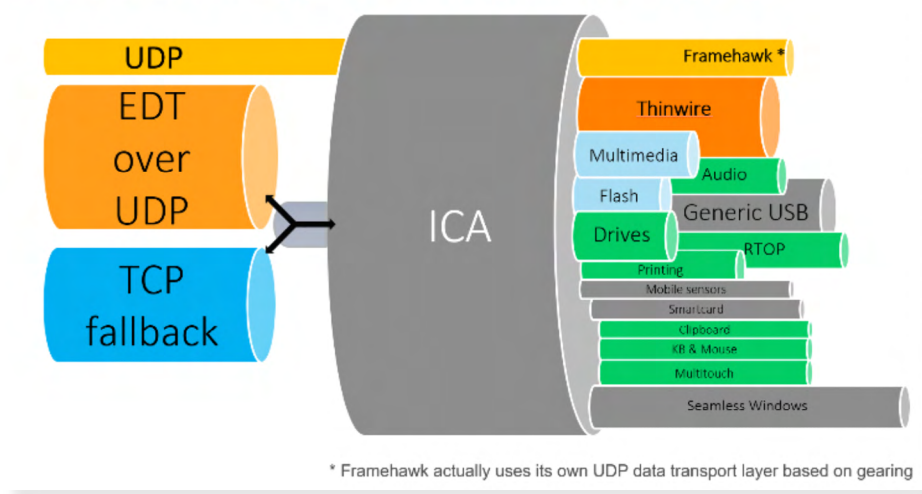 UDP
EDT
over
UDP
TCP
fallback
ICA
Framehawk *
Thinwire
Multimedia
Audio
Flash
Generic USB
Drives
RTOP
Printing
Mobile sensors
Smartcard
Clipboard
KB & Mouse
Multitouch
Seamless Windows
* Framehawk actually uses its own UDP data transport layer based on gearing